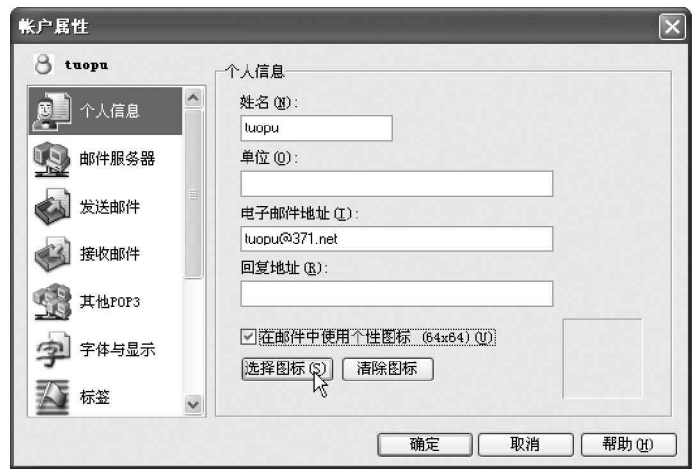 帐户属性
tuopu
个人信息
邮件服务器
发送邮件
接收邮件
其他POP3
字体与显示
标签
个人信息
姓名(N):
tuopu
单位(O):
电子邮件地址(I):
tuopu@371.net
回复地址(R):
在邮件中使用个性图标 (64x64)(U)
选择图标(S) 清除图标
确定 取消 帮助(H)